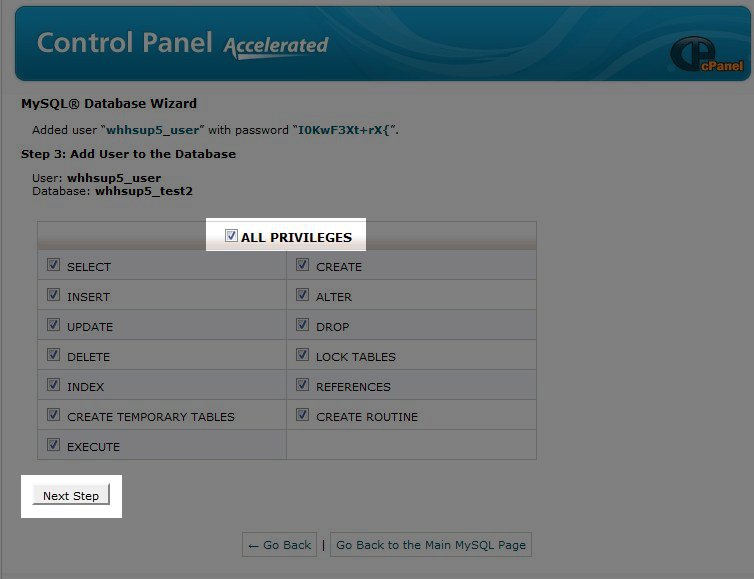 Control Panel Accelerated
cPanel
MySQL® Database Wizard
Added user “whhsup5_user” with password “I0KwF3Xt+rX{”.
Step 3: Add User to the Database
User: whhsup5_user
Database: whhsup5_test2
ALL PRIVILEGES
SELECT CREATE
INSERT ALTER
UPDATE DROP
DELETE LOCK TABLES
INDEX REFERENCES
CREATE TEMPORARY TABLES CREATE ROUTINE
EXECUTE
Next Step
← Go Back | Go Back to the Main MySQL Page